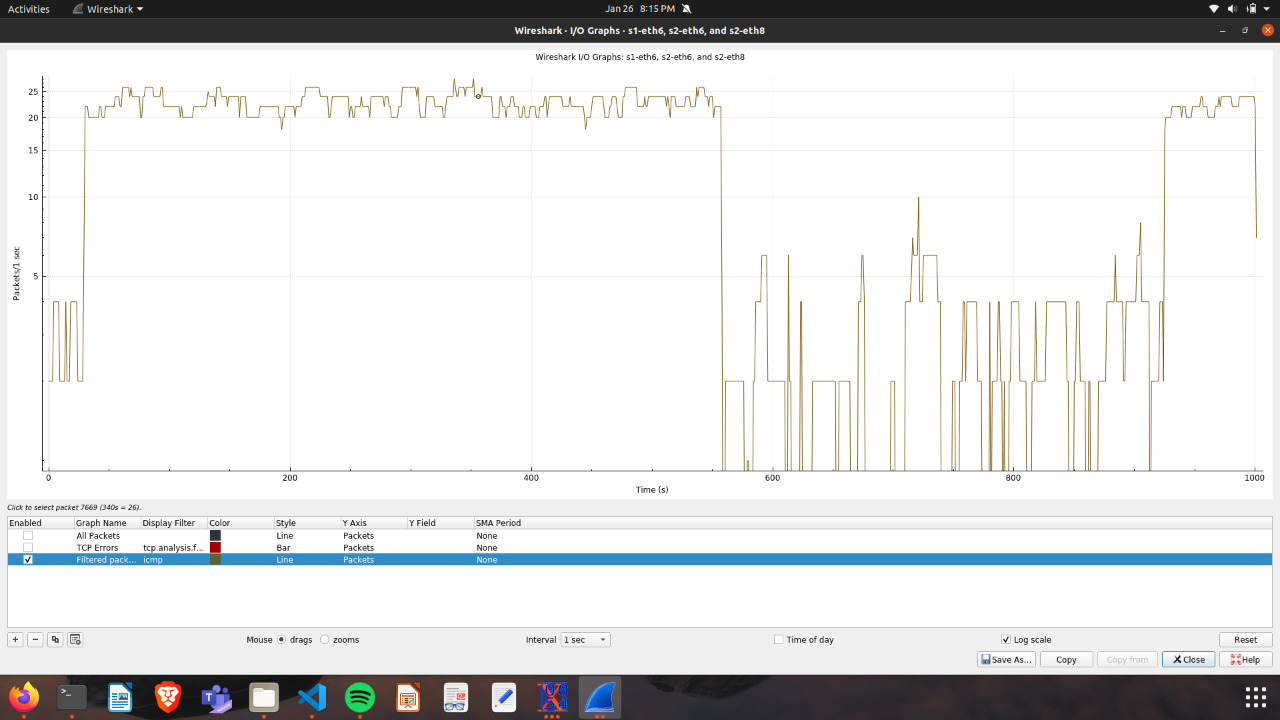 Activities Wireshark Jan 26 8:15 PM
Wireshark · I/O Graphs · s1-eth6, s2-eth6, and s2-eth8
Wireshark I/O Graphs: s1-eth6, s2-eth6, and s2-eth8
25
20
15
10
5
Packets/1 sec
0 200 400 600 800 1000
Time (s)
Click to select packet 7669 (340s = 26).
Enabled Graph Name Display Filter Color Style Y Axis Y Field SMA Period
All Packets Line Packets None
TCP Errors tcp.analysis.f... Bar Packets None
Filtered pack... icmp Line Packets None
+ − Mouse drags zooms Interval 1 sec Time of day Log scale Reset
Save As... Copy Copy from Close Help